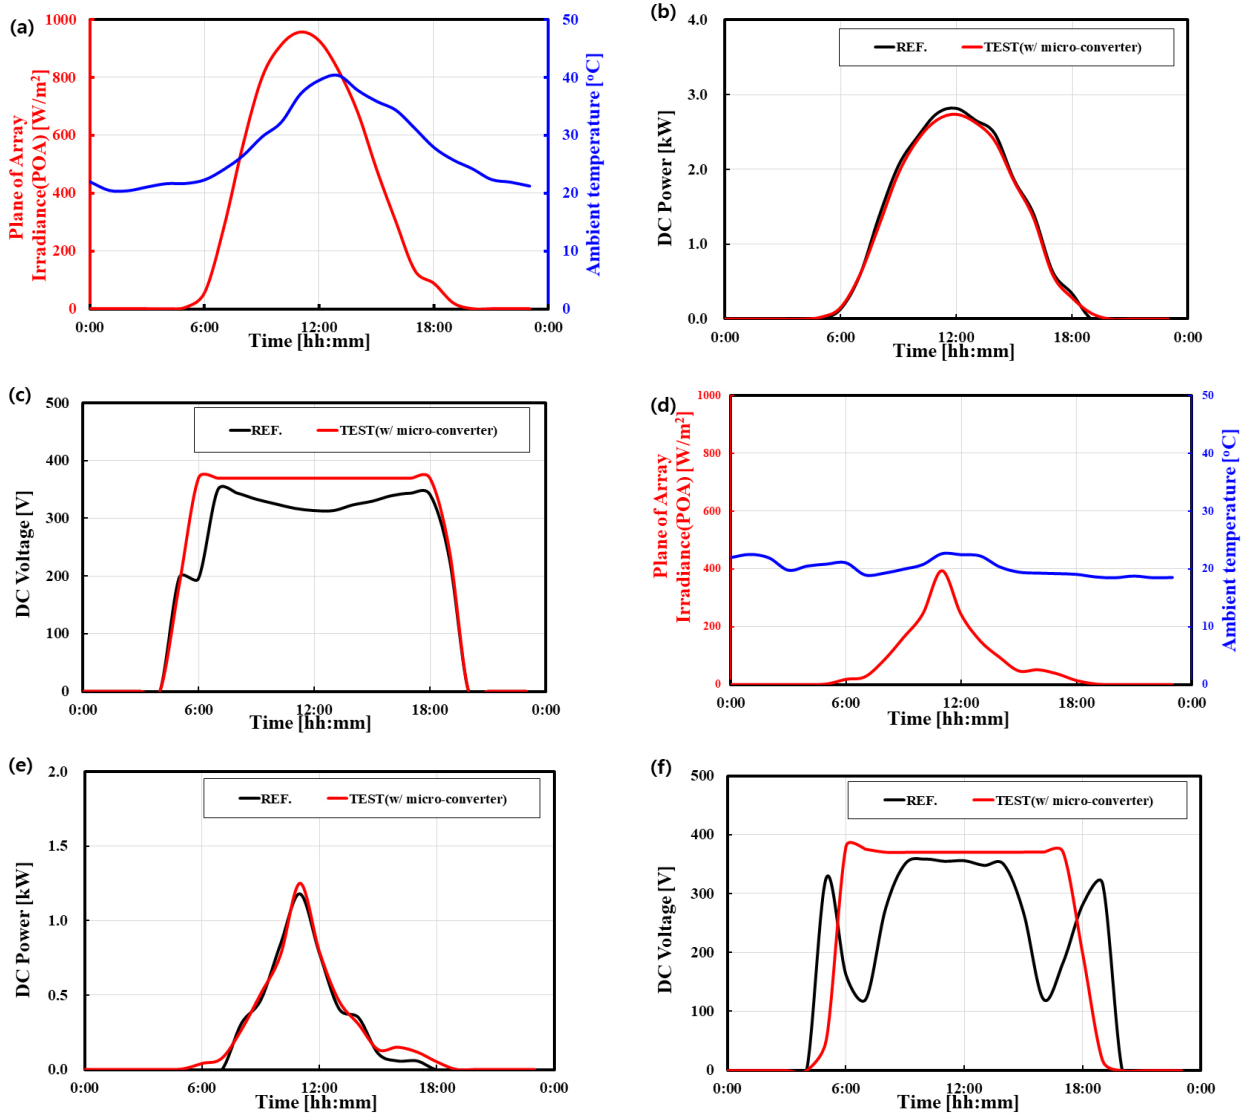 (a)
1000
800
600
400
200
0
Plane of Array
Irradiance(POA) [W/m²]
50
40
30
20
10
0
Ambient temperature [°C]
0:00
6:00
12:00
18:00
0:00
Time [hh:mm]
(b)
4.0
3.0
2.0
1.0
0.0
DC Power [kW]
REF.
TEST(w/ micro-converter)
0:00
6:00
12:00
18:00
0:00
Time [hh:mm]
(c)
500
400
300
200
100
0
DC Voltage [V]
REF.
TEST(w/ micro-converter)
0:00
6:00
12:00
18:00
0:00
Time [hh:mm]
(d)
1000
800
600
400
200
0
Plane of Array
Irradiance(POA) [W/m²]
50
40
30
20
10
0
Ambient temperature [°C]
0:00
6:00
12:00
18:00
0:00
Time [hh:mm]
(e)
2.0
1.5
1.0
0.5
0.0
DC Power [kW]
REF.
TEST(w/ micro-converter)
0:00
6:00
12:00
18:00
0:00
Time [hh:mm]
(f)
500
400
300
200
100
0
DC Voltage [V]
REF.
TEST(w/ micro-converter)
0:00
6:00
12:00
18:00
0:00
Time [hh:mm]